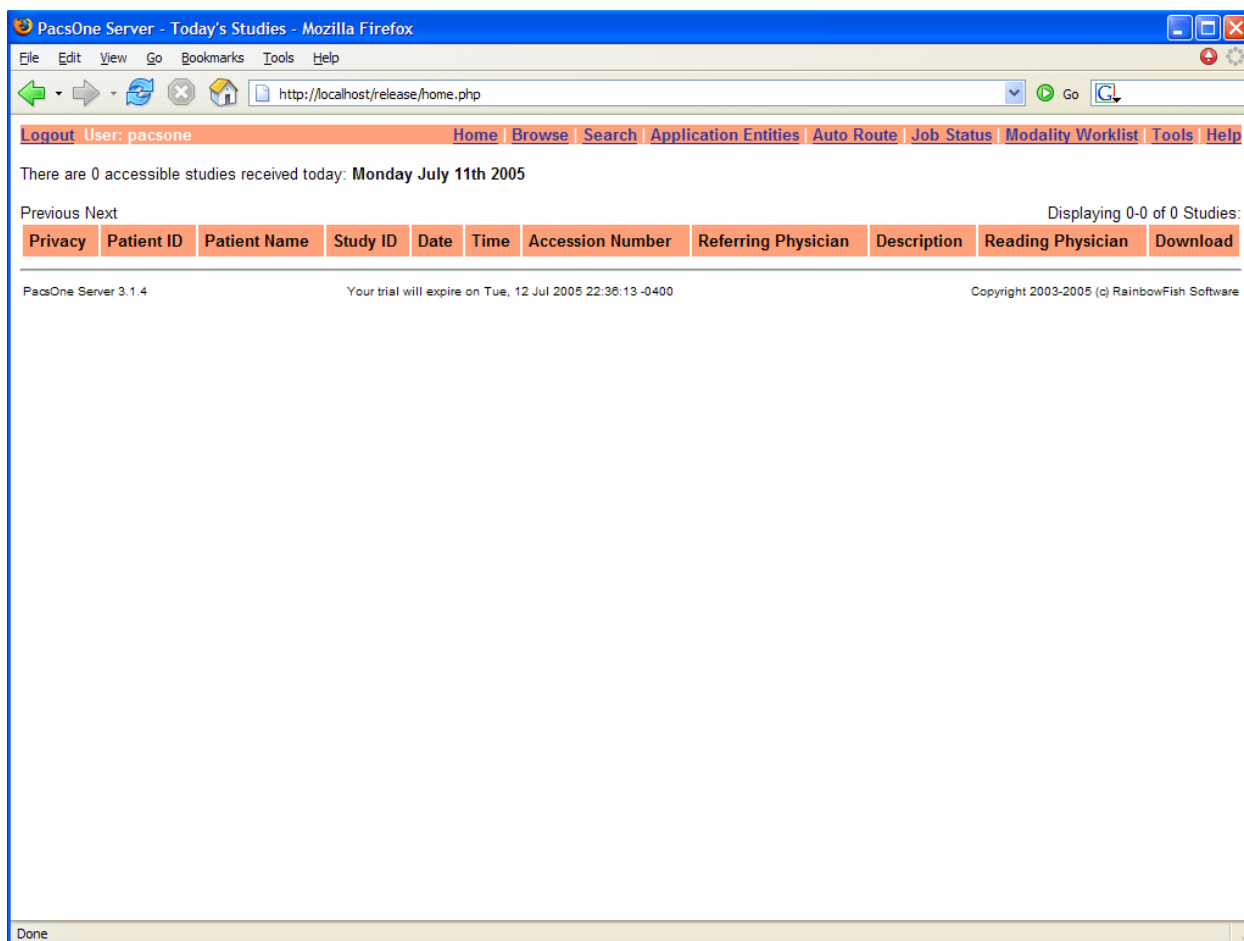 PacsOne Server - Today's Studies - Mozilla Firefox
File Edit View Go Bookmarks Tools Help
http://localhost/release/home.php Go G
Logout User: pacsone Home | Browse | Search | Application Entities | Auto Route | Job Status | Modality Worklist | Tools | Help
There are 0 accessible studies received today: Monday July 11th 2005
Previous Next Displaying 0-0 of 0 Studies:
Privacy Patient ID Patient Name Study ID Date Time Accession Number Referring Physician Description Reading Physician Download
PacsOne Server 3.1.4 Your trial will expire on Tue, 12 Jul 2005 22:36:13 -0400 Copyright 2003-2005 (c) RainbowFish Software
Done